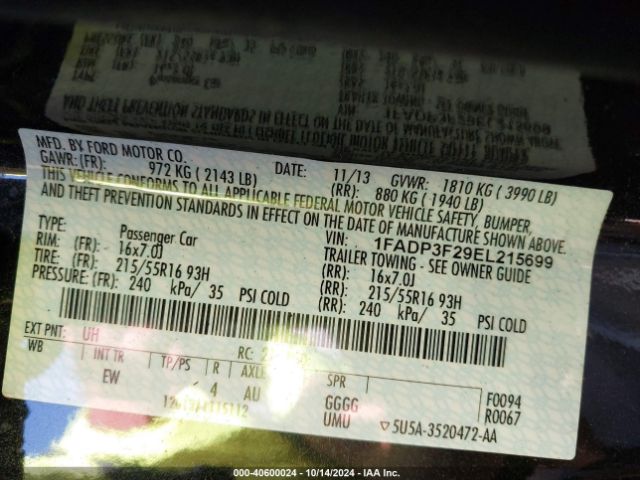 MFD. BY FORD MOTOR CO.
DATE: 11/13 GVWR: 1810 KG ( 3990 LB)
GAWR:(FR): 972 KG ( 2143 LB) (RR): 880 KG ( 1940 LB)
THIS VEHICLE CONFORMS TO ALL APPLICABLE FEDERAL MOTOR VEHICLE SAFETY, BUMPER,
AND THEFT PREVENTION STANDARDS IN EFFECT ON THE DATE OF MANUFACTURE SHOWN ABOVE.
VIN: 1FADP3F29EL215699
TYPE: Passenger Car TRAILER TOWING - SEE OWNER GUIDE
RIM: (FR): 16x7.0J (RR): 16x7.0J
TIRE: (FR): 215/55R16 93H (RR): 215/55R16 93H
PRESSURE: (FR): 240 kPa/ 35 PSI COLD (RR): 240 kPa/ 35 PSI COLD
EXT PNT: UH RC:
WB INT TR TP/PS R AXLE SPR F0094
EW 4 AU GGGG R0067
UMU ▽5U5A-3520472-AA
000-40600024 - 10/14/2024 - IAA Inc.